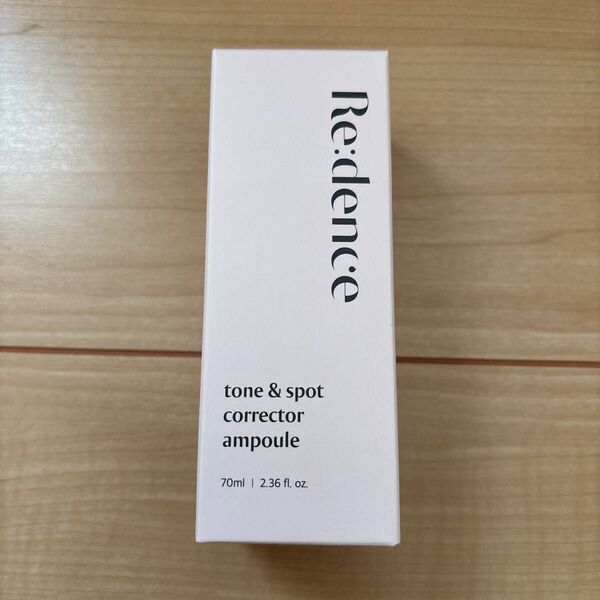 Re:dence
tone & spot
corrector
ampoule
70ml | 2.36 fl. oz.